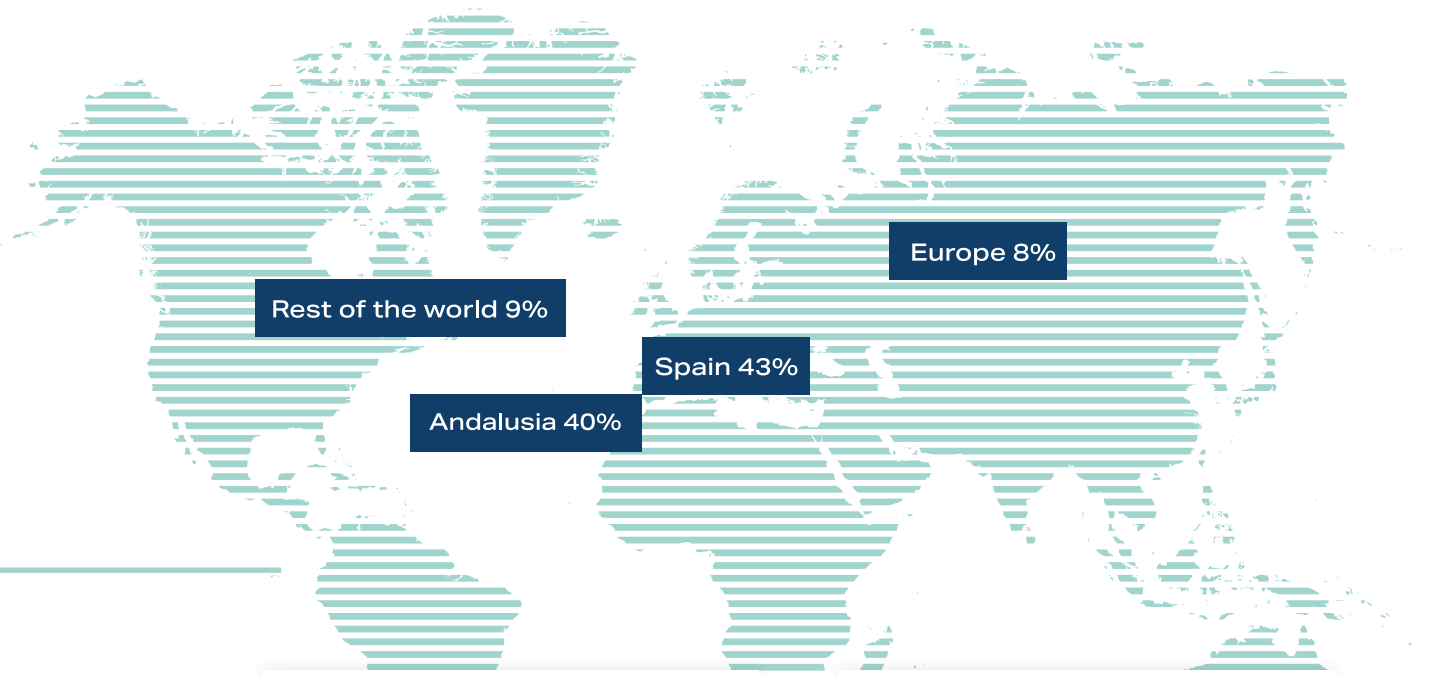 Europe 8%
Rest of the world 9%
Spain 43%
Andalusia 40%